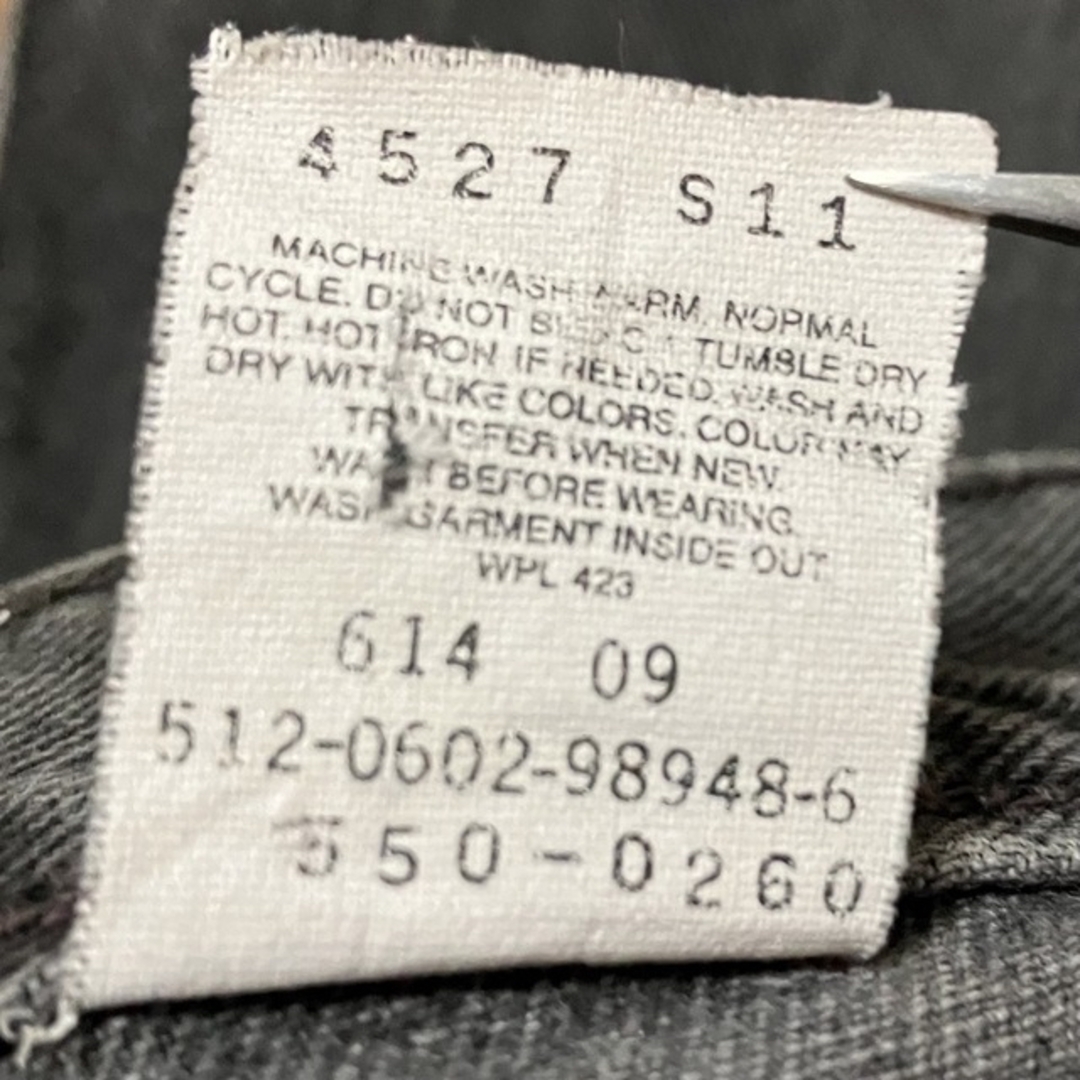 4527 S11
MACHINE WASH WARM, NORMAL
CYCLE. DO NOT BLEACH TUMBLE DRY
HOT. HOT IRON IF NEEDED. WASH AND
DRY WITH LIKE COLORS. COLOR MAY
TRANSFER WHEN NEW.
BEFORE WEARING.
WASH GARMENT INSIDE OUT
WPL 423
614 09
512-0602-98948-6
550-0260